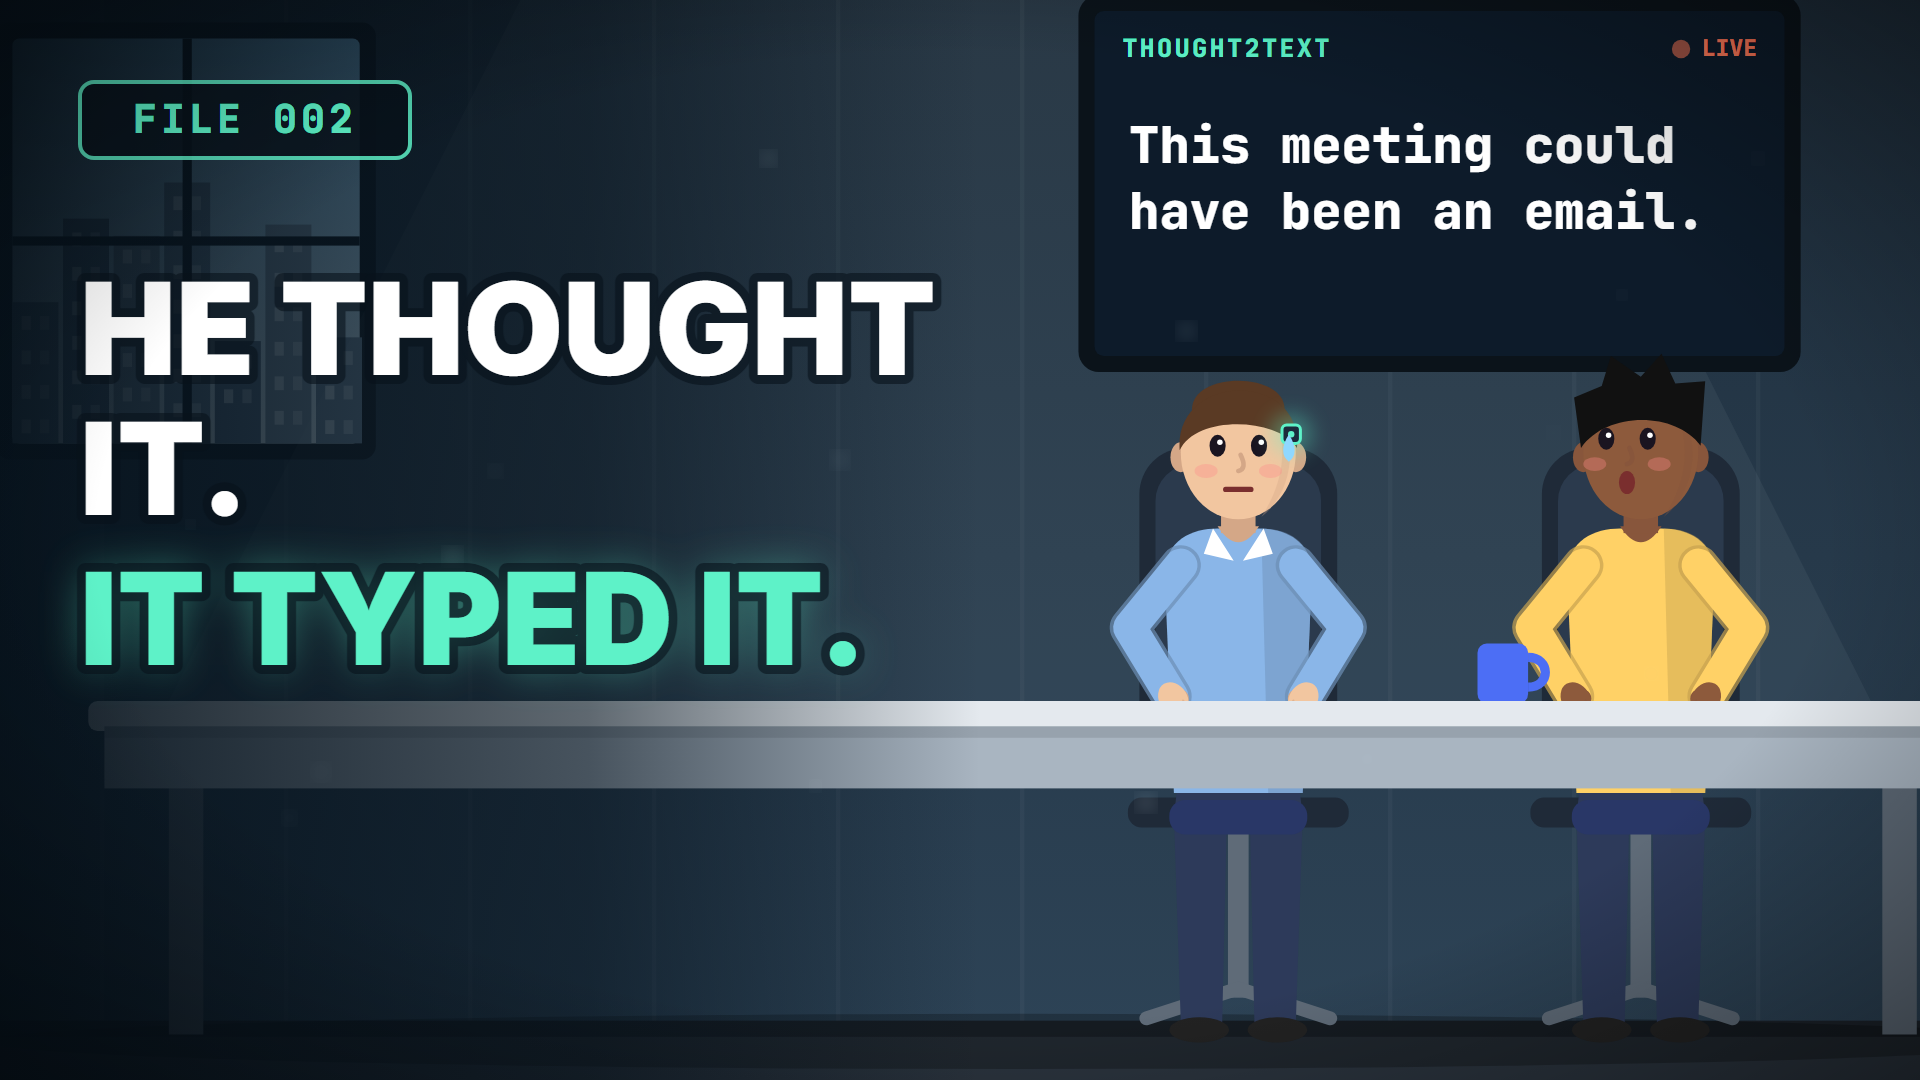 FILE 002
HE THOUGHT
IT.
IT TYPED IT.
THOUGHT2TEXT
LIVE
This meeting could
have been an email.